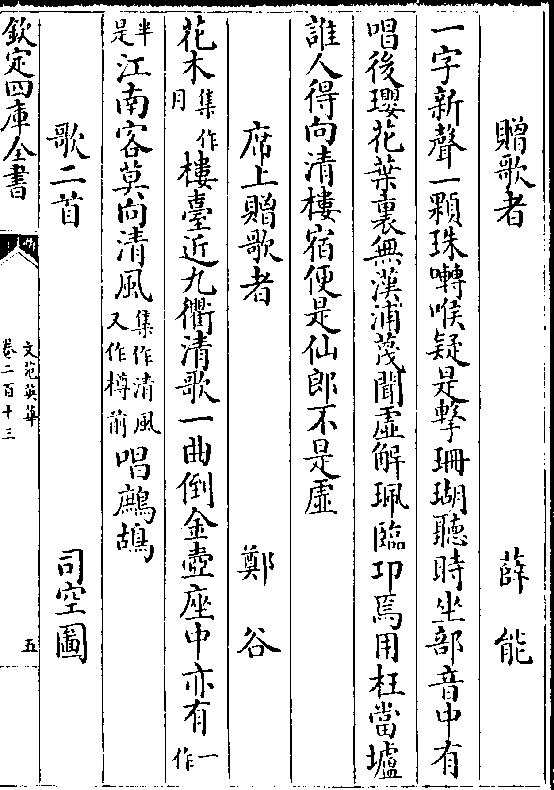 贈歌者　薛能
一字新聲一顆珠囀喉疑是擊珊瑚聽時坐部音中有
唱後瓔花葉裏無漢浦蔑聞虛解珮臨邛焉用枉當壚
誰人得向清樓宿便是仙郎不是虛
席上贈歌者　鄭谷
花木集作月樓臺近九衢清歌一曲倒金壺座中亦有一作
半是江南客莫向清風集作清風又作樽前唱鷓鴣
歌二首　司空圖
欽定四庫全書
文苑英華
卷二百十三
五